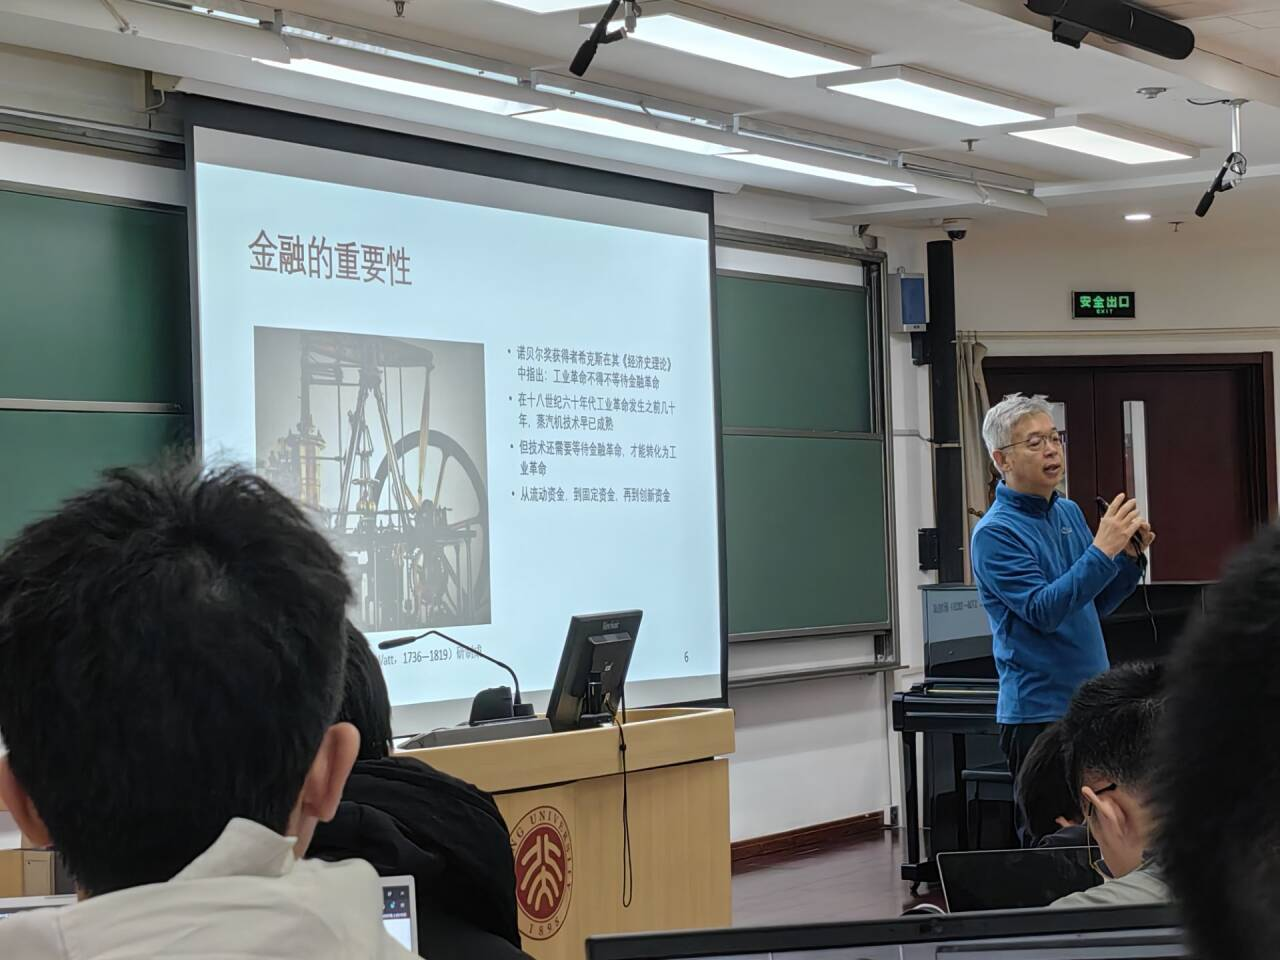 金融的重要性
• 诺贝尔奖获得者希克斯在其《经济史理论》
中指出：工业革命不得不等待金融革命
• 在十八世纪六十年代工业革命发生之前几十
年，蒸汽机技术早已成熟
• 但技术还需要等待金融革命，才能转化为工
业革命
• 从流动资金，到固定资金，再到创新资金
Watt，1736—1819）研制成
6
安全出口
EXIT
ViewSonic
NG UNIVERSITY
1898